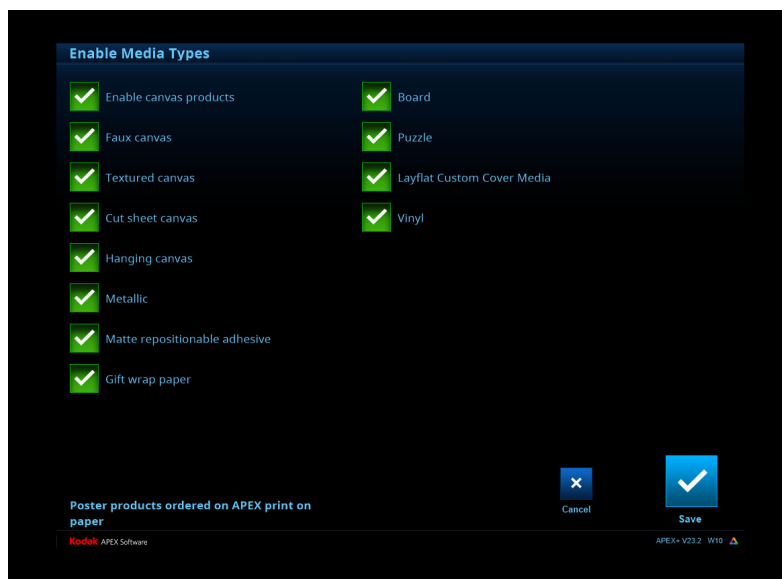 Enable Media Types
Enable canvas products
Faux canvas
Textured canvas
Cut sheet canvas
Hanging canvas
Metallic
Matte repositionable adhesive
Gift wrap paper
Board
Puzzle
Layflat Custom Cover Media
Vinyl
Poster products ordered on APEX print on
paper
Cancel
Save
Kodak APEX Software
APEX+ V23.2 W10